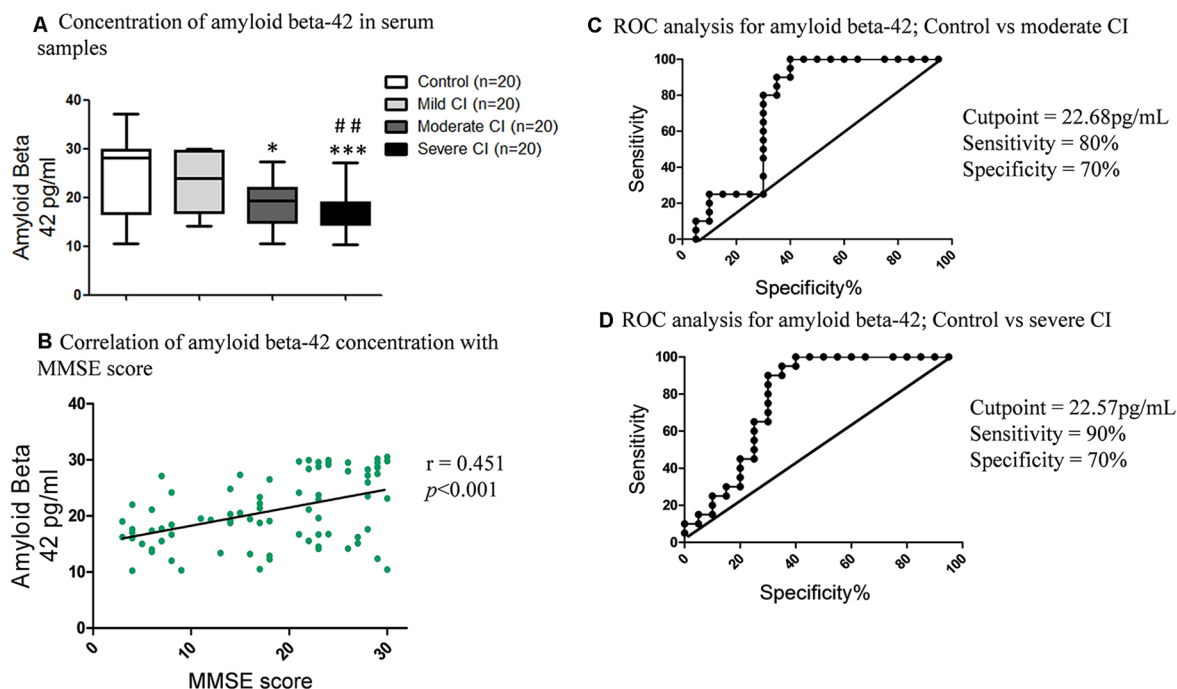 A Concentration of amyloid beta-42 in serum
samples
Control (n=20)
Mild CI (n=20)
Moderate CI (n=20)
Severe CI (n=20)
Amyloid Beta
42 pg/ml
40
30
20
10
0
*
# #
***
B Correlation of amyloid beta-42 concentration with
MMSE score
Amyloid Beta
42 pg/ml
40
30
20
10
0
r = 0.451
p<0.001
0 10 20 30
MMSE score
C ROC analysis for amyloid beta-42; Control vs moderate CI
Sensitivity
100
80
60
40
20
0
0 20 40 60 80 100
Specificity%
Cutpoint = 22.68pg/mL
Sensitivity = 80%
Specificity = 70%
D ROC analysis for amyloid beta-42; Control vs severe CI
Sensitivity
100
80
60
40
20
0
0 20 40 60 80 100
Specificity%
Cutpoint = 22.57pg/mL
Sensitivity = 90%
Specificity = 70%